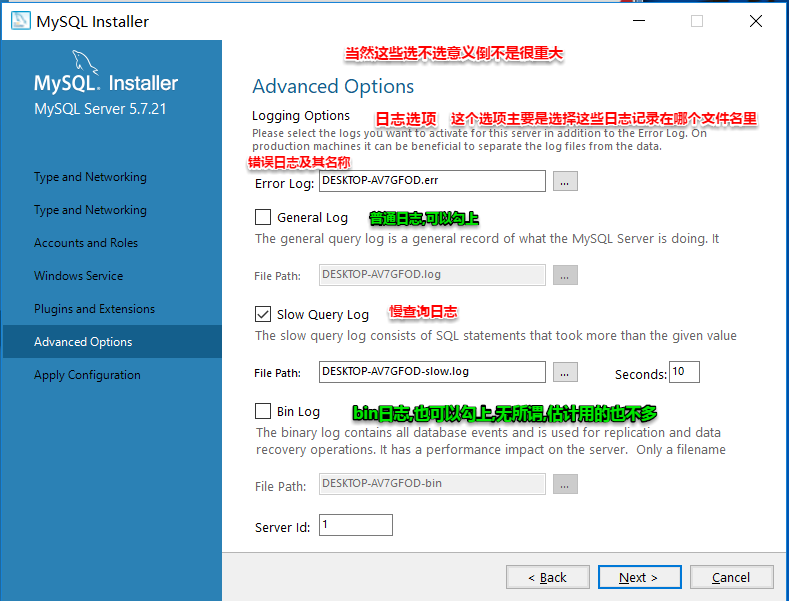 MySQL Installer
当然这些选不选意义倒不是很重大
MySQL. Installer
MySQL Server 5.7.21
Type and Networking
Type and Networking
Accounts and Roles
Windows Service
Plugins and Extensions
Advanced Options
Apply Configuration
Advanced Options
Logging Options 日志选项 这个选项主要是选择这些日志记录在哪个文件名里
Please select the logs you want to activate for this server in addition to the Error Log. On
production machines it can be beneficial to separate the log files from the data.
错误日志及其名称
Error Log: DESKTOP-AV7GFOD.err ...
General Log 普通日志,可以勾上
The general query log is a general record of what the MySQL Server is doing. It
File Path: DESKTOP-AV7GFOD.log ...
Slow Query Log 慢查询日志
The slow query log consists of SQL statements that took more than the given value
File Path: DESKTOP-AV7GFOD-slow.log ... Seconds: 10
Bin Log bin日志,也可以勾上,无所谓,估计用的也不多
The binary log contains all database events and is used for replication and data
recovery operations. It has a performance impact on the server. Only a filename
File Path: DESKTOP-AV7GFOD-bin ...
Server Id: 1
< Back Next > Cancel